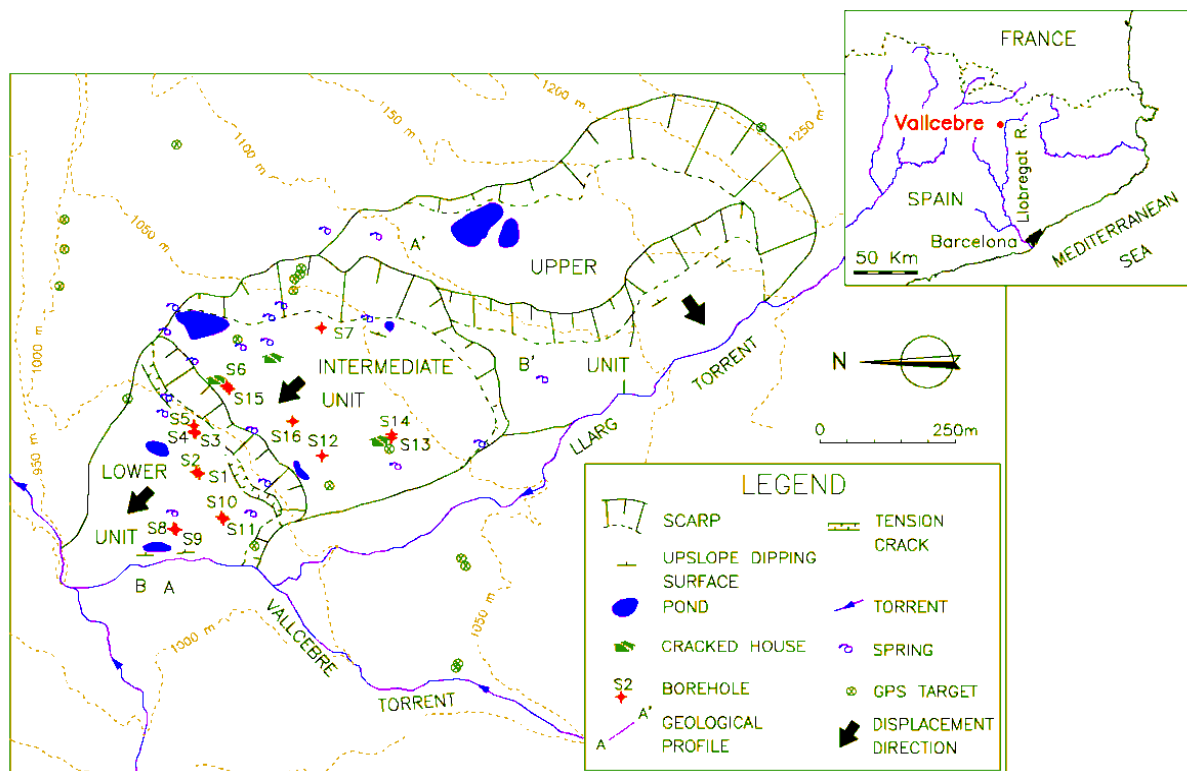 FRANCE
Vallcebre
SPAIN
Llobregat R.
Barcelona
MEDITERRANEAN
SEA
50 Km
1200 m
1150 m
1100 m
1250 m
1050 m
1000 m
950 m
A'
UPPER
UNIT
B'
S7
INTERMEDIATE
UNIT
S6
S15
S16
S12
S14
S13
S5
S4
S3
S2
S1
S10
S11
S8
S9
LOWER
UNIT
B A
LLARG
TORRENT
VALLCEBRE
TORRENT
1000 m
1050 m
N
0 250m
LEGEND
SCARP
TENSION
CRACK
UPSLOPE DIPPING
SURFACE
POND
TORRENT
CRACKED HOUSE
SPRING
S2
BOREHOLE
GPS TARGET
A A'
GEOLOGICAL
PROFILE
DISPLACEMENT
DIRECTION